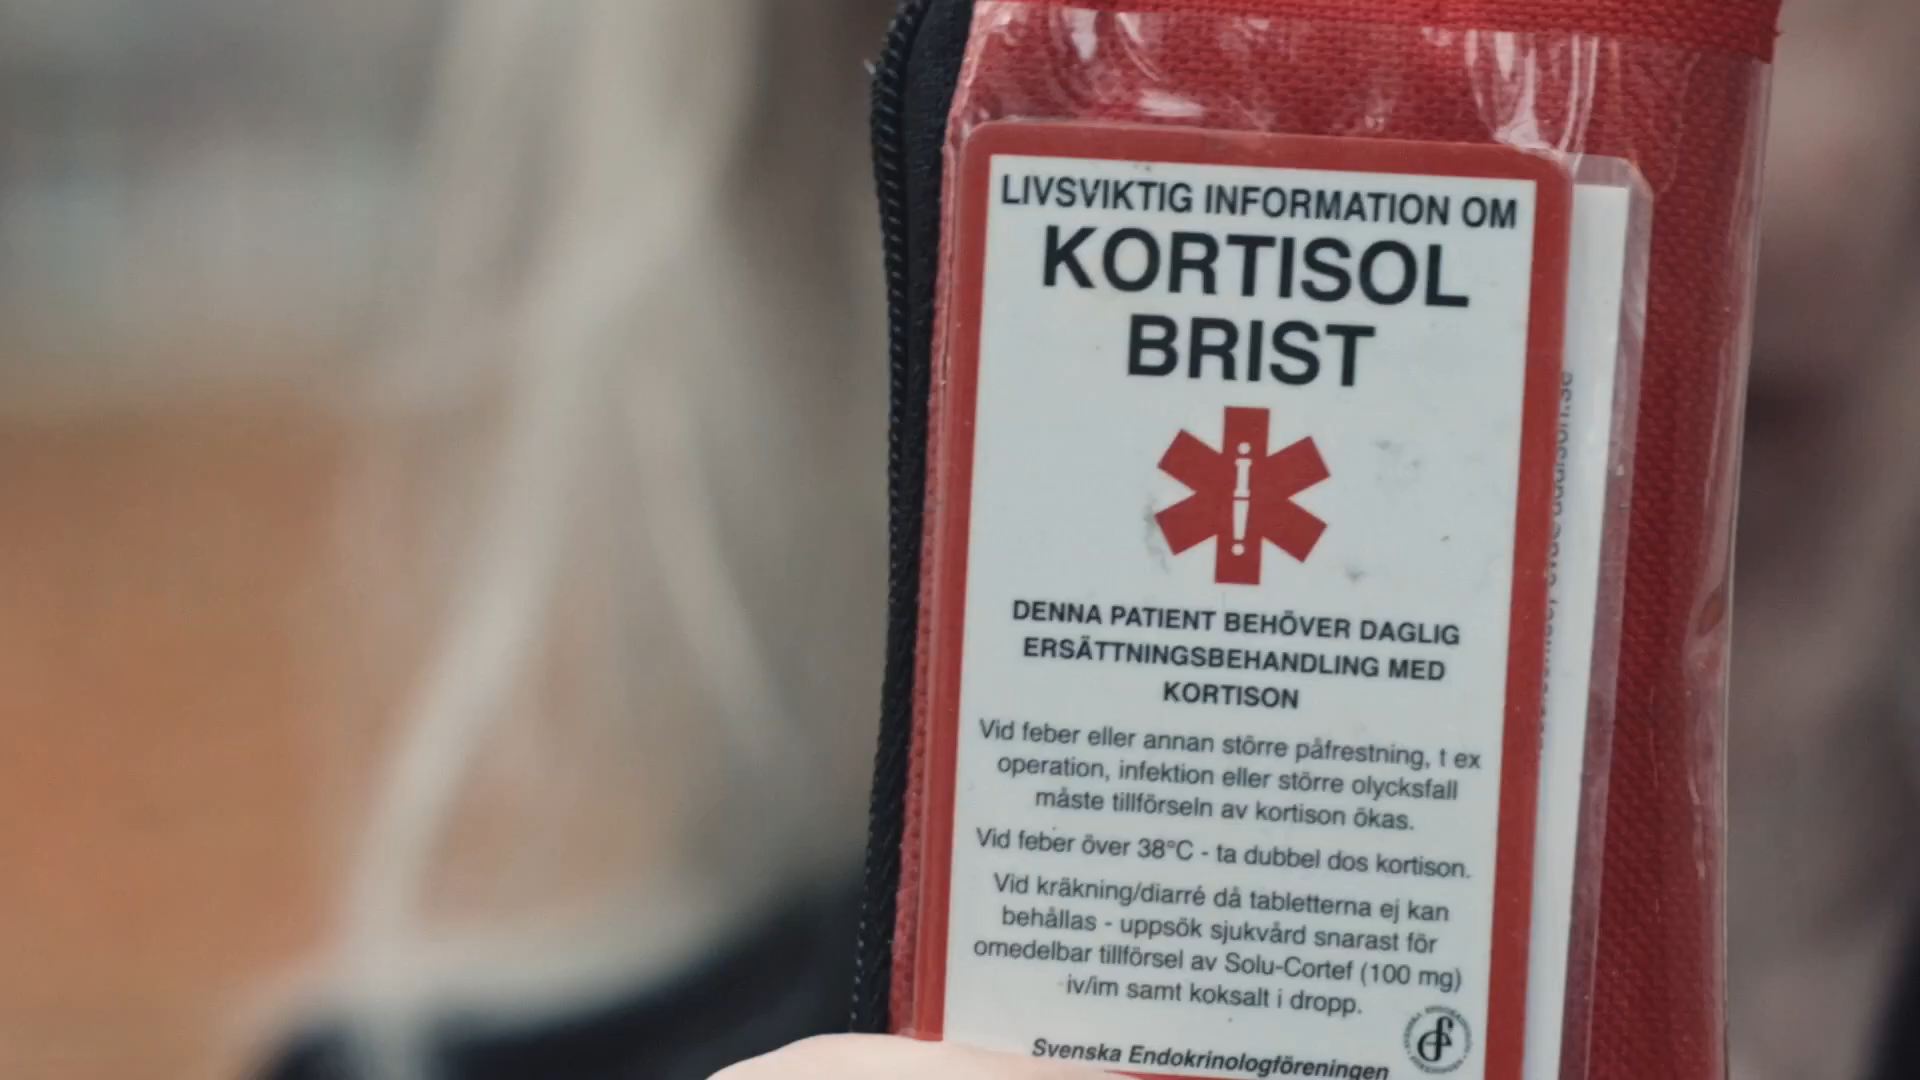 LIVSVIKTIG INFORMATION OM
KORTISOL
BRIST
DENNA PATIENT BEHÖVER DAGLIG
ERSÄTTNINGSBEHANDLING MED
KORTISON
Vid feber eller annan större påfrestning, t ex
operation, infektion eller större olycksfall
måste tillförseln av kortison ökas.
Vid feber över 38°C - ta dubbel dos kortison.
Vid kräkning/diarré då tabletterna ej kan
behållas - uppsök sjukvård snarast för
omedelbar tillförsel av Solu-Cortef (100 mg)
iv/im samt koksalt i dropp.
Svenska Endokrinologföreningen